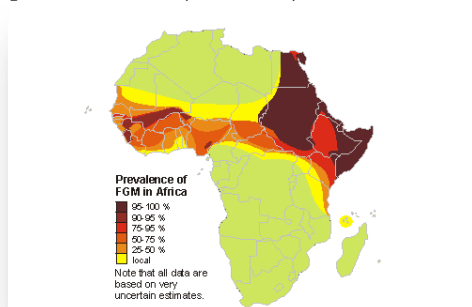 Prevalence of
FGM in Africa
95-100 %
90-95 %
75-95 %
50-75 %
25-50 %
local
Note that all data are
based on very
uncertain estimates.